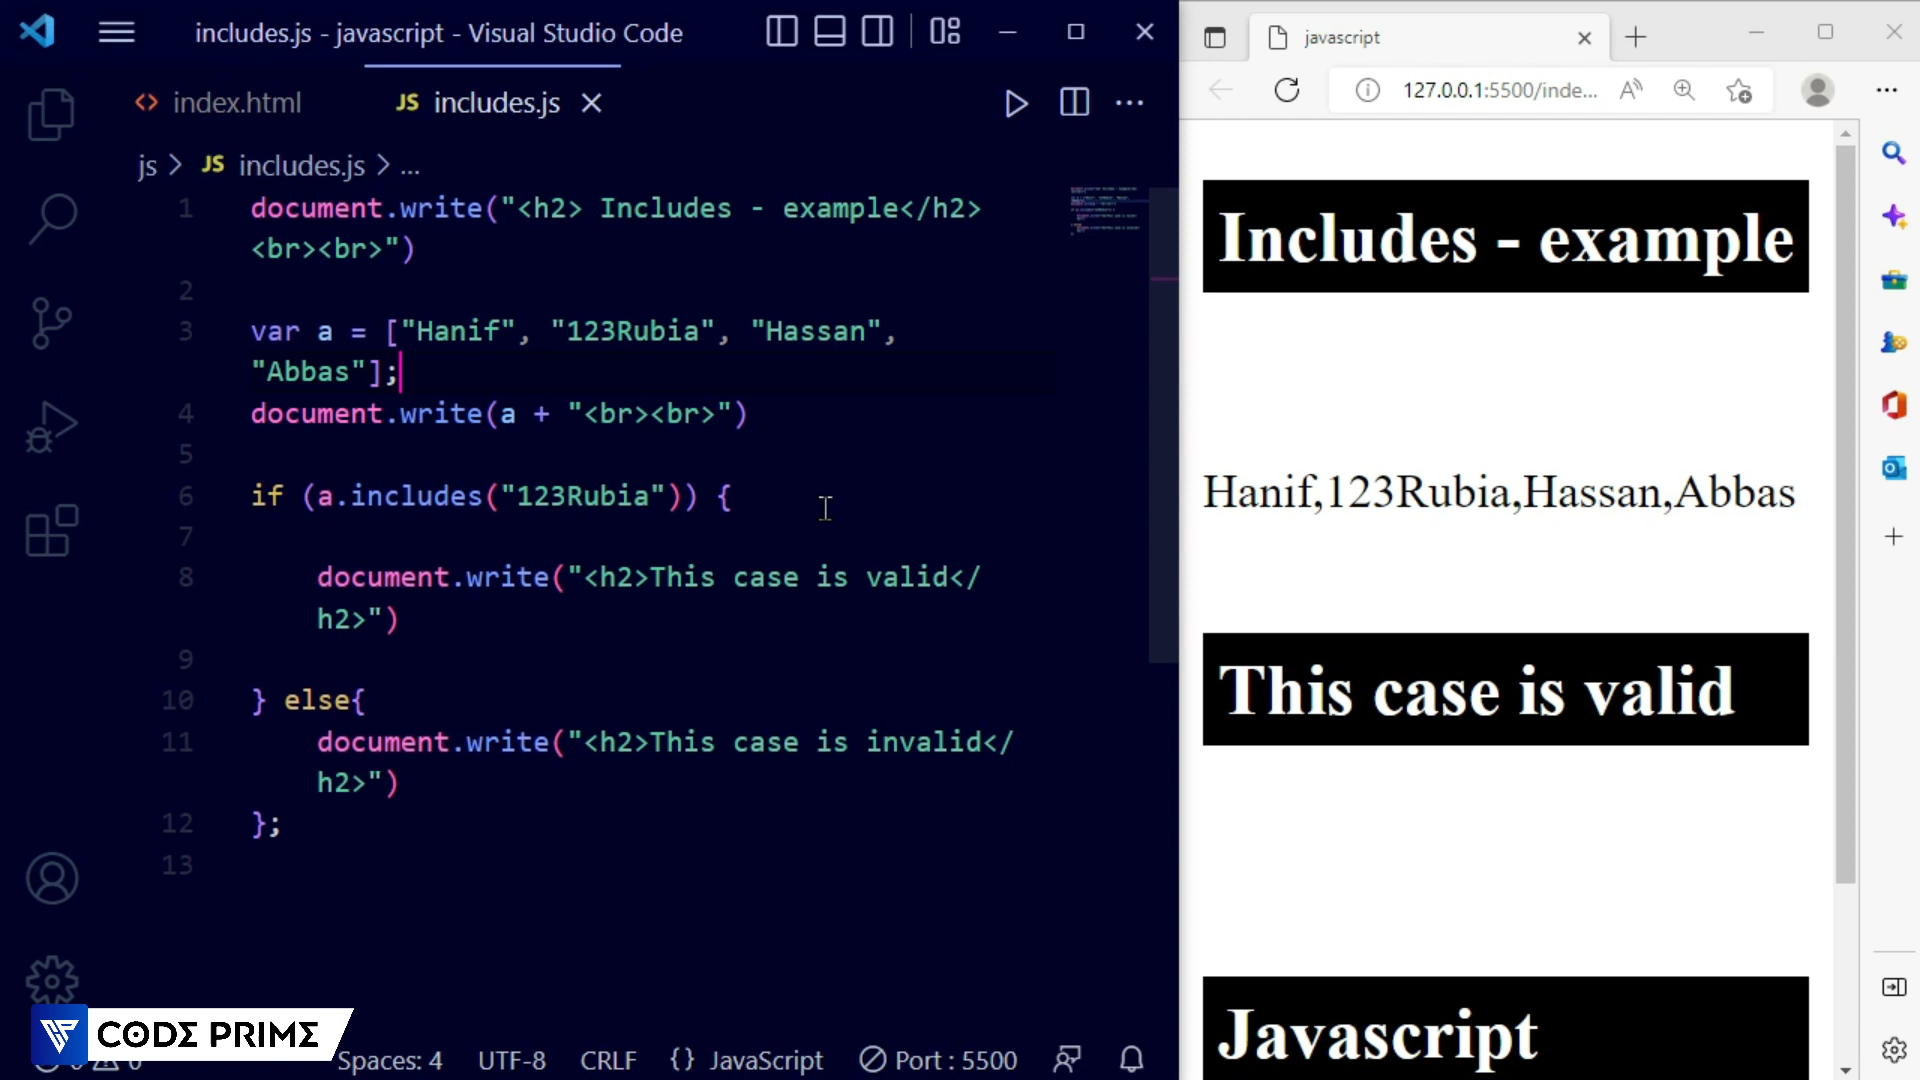 includes.js - javascript - Visual Studio Code
index.html
JS includes.js
js > JS includes.js > ...
1 document.write("<h2> Includes - example</h2>
<br><br>")
2
3 var a = ["Hanif", "123Rubia", "Hassan",
"Abbas"];
4 document.write(a + "<br><br>")
5
6 if (a.includes("123Rubia")) {
7
8 document.write("<h2>This case is valid</
h2>")
9
10 } else{
11 document.write("<h2>This case is invalid</
h2>")
12 };
13
CODE PRIME
Spaces: 4 UTF-8 CRLF {} JavaScript Port : 5500
javascript
127.0.0.1:5500/inde...
Includes - example
Hanif,123Rubia,Hassan,Abbas
This case is valid
Javascript